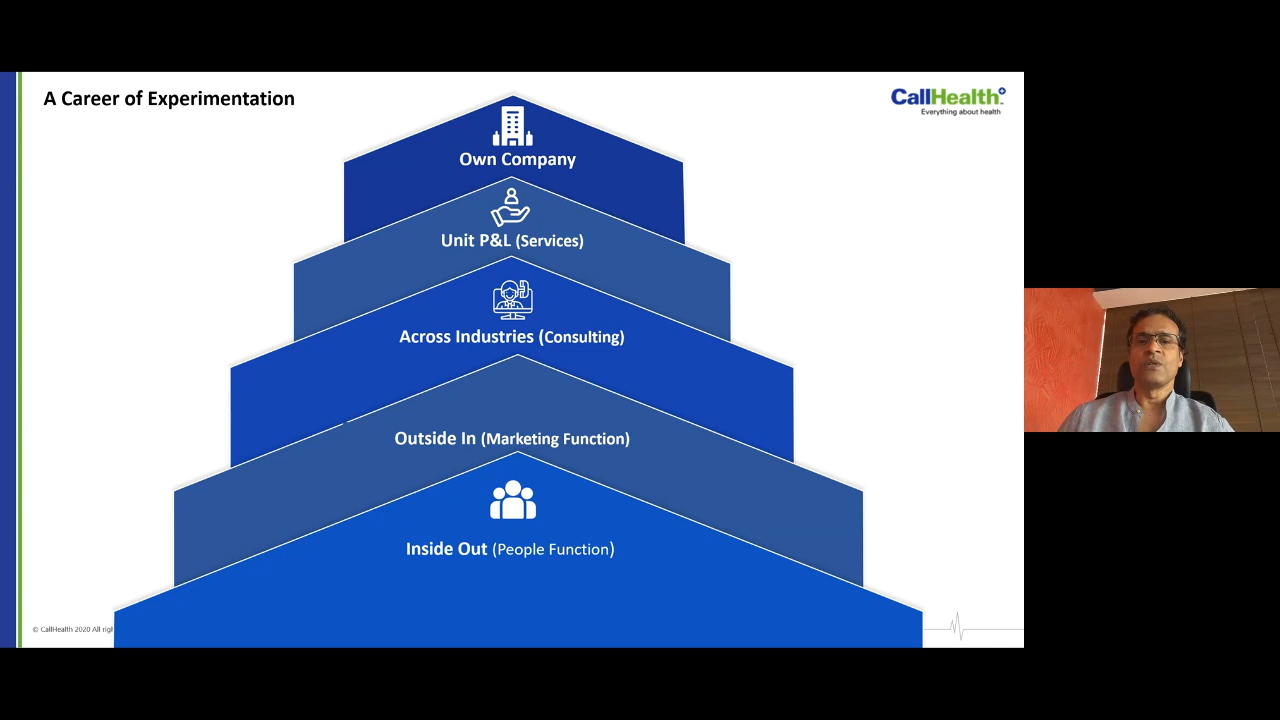 A Career of Experimentation
CallHealth
Everything about health
Own Company
Unit P&L (Services)
Across Industries (Consulting)
Outside In (Marketing Function)
Inside Out (People Function)
© CallHealth 2020 All